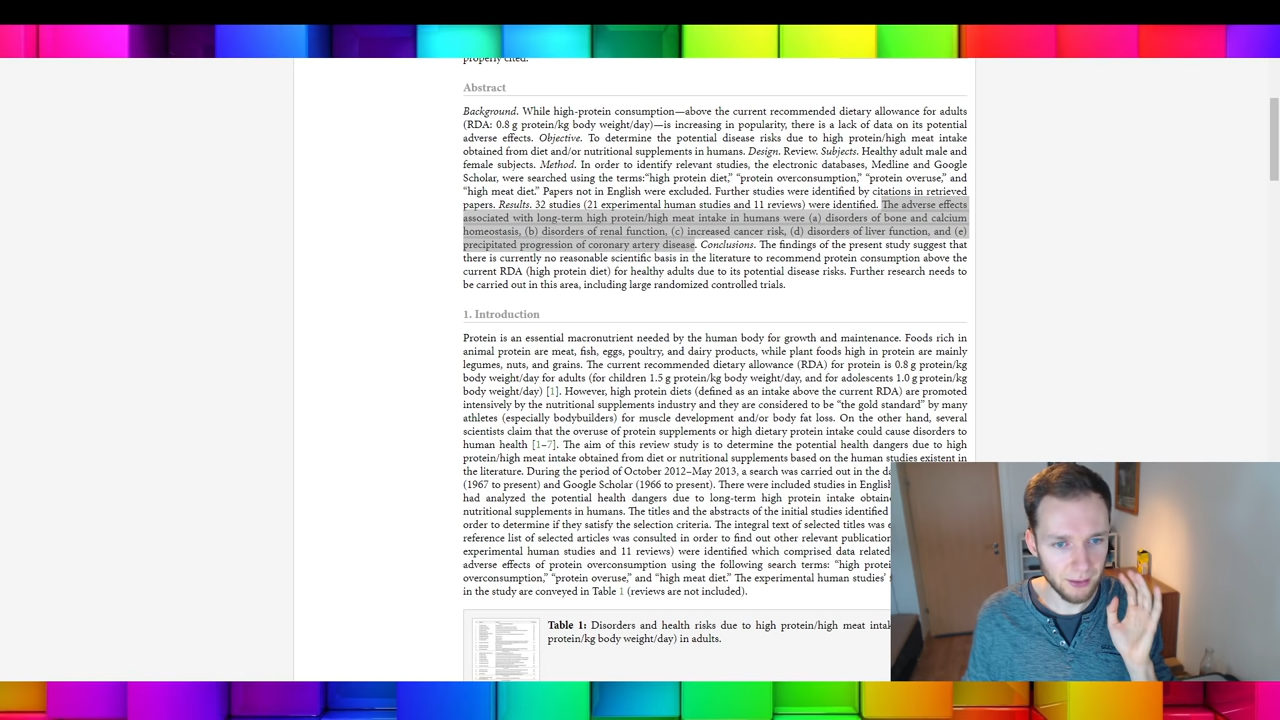 properly cited.
Abstract
Background. While high-protein consumption—above the current recommended dietary allowance for adults
(RDA: 0.8 g protein/kg body weight/day)—is increasing in popularity, there is a lack of data on its potential
adverse effects. Objective. To determine the potential disease risks due to high protein/high meat intake
obtained from diet and/or nutritional supplements in humans. Design. Review. Subjects. Healthy adult male and
female subjects. Method. In order to identify relevant studies, the electronic databases, Medline and Google
Scholar, were searched using the terms:“high protein diet,” “protein overconsumption,” “protein overuse,” and
“high meat diet.” Papers not in English were excluded. Further studies were identified by citations in retrieved
papers. Results. 32 studies (21 experimental human studies and 11 reviews) were identified. The adverse effects
associated with long-term high protein/high meat intake in humans were (a) disorders of bone and calcium
homeostasis, (b) disorders of renal function, (c) increased cancer risk, (d) disorders of liver function, and (e)
precipitated progression of coronary artery disease. Conclusions. The findings of the present study suggest that
there is currently no reasonable scientific basis in the literature to recommend protein consumption above the
current RDA (high protein diet) for healthy adults due to its potential disease risks. Further research needs to
be carried out in this area, including large randomized controlled trials.
1. Introduction
Protein is an essential macronutrient needed by the human body for growth and maintenance. Foods rich in
animal protein are meat, fish, eggs, poultry, and dairy products, while plant foods high in protein are mainly
legumes, nuts, and grains. The current recommended dietary allowance (RDA) for protein is 0.8 g protein/kg
body weight/day for adults (for children 1.5 g protein/kg body weight/day, and for adolescents 1.0 g protein/kg
body weight/day) [1]. However, high protein diets (defined as an intake above the current RDA) are promoted
intensively by the nutritional supplements industry and they are considered to be “the gold standard” by many
athletes (especially bodybuilders) for muscle development and/or body fat loss. On the other hand, several
scientists claim that the overuse of protein supplements or high dietary protein intake could cause disorders to
human health [1–7]. The aim of this review study is to determine the potential health dangers due to high
protein/high meat intake obtained from diet or nutritional supplements based on the human studies existent in
the literature. During the period of October 2012–May 2013, a search was carried out in the da
(1967 to present) and Google Scholar (1966 to present). There were included studies in English
had analyzed the potential health dangers due to long-term high protein intake obtain
nutritional supplements in humans. The titles and the abstracts of the initial studies identified
order to determine if they satisfy the selection criteria. The integral text of selected titles was e
reference list of selected articles was consulted in order to find out other relevant publication
experimental human studies and 11 reviews) were identified which comprised data related
adverse effects of protein overconsumption using the following search terms: “high protei
overconsumption,” “protein overuse,” and “high meat diet.” The experimental human studies’ f
in the study are conveyed in Table 1 (reviews are not included).
Table 1: Disorders and health risks due to high protein/high meat intak
protein/kg body weight/day) in adults.